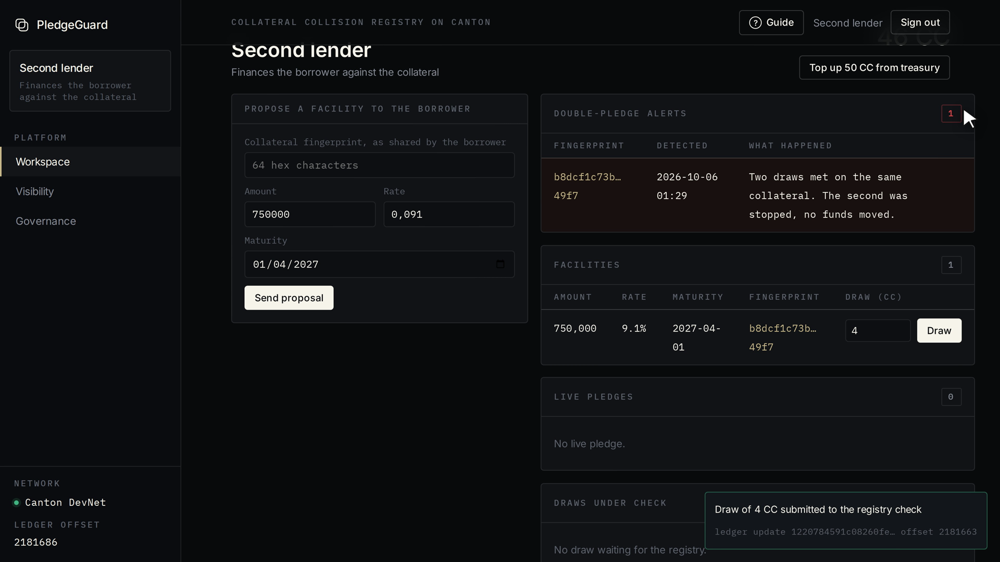 PledgeGuard
Second lender
Finances the borrower
against the collateral
PLATFORM
Workspace
Visibility
Governance
NETWORK
Canton DevNet
LEDGER OFFSET
2181686
COLLATERAL COLLISION REGISTRY ON CANTON
? Guide
Second lender
Sign out
46 CC
Second lender
Finances the borrower against the collateral
Top up 50 CC from treasury
PROPOSE A FACILITY TO THE BORROWER
Collateral fingerprint, as shared by the borrower
64 hex characters
Amount Rate
750000 0,091
Maturity
01/04/2027
Send proposal
DOUBLE-PLEDGE ALERTS 1
FINGERPRINT DETECTED WHAT HAPPENED
b8dcf1c73b… 2026-10-06 Two draws met on the same
49f7 01:29 collateral. The second was
stopped, no funds moved.
FACILITIES 1
AMOUNT RATE MATURITY FINGERPRINT DRAW (CC)
750,000 9.1% 2027-04- b8dcf1c73b… 4 Draw
01 49f7
LIVE PLEDGES 0
No live pledge.
DRAWS UNDER CHECK
No draw waiting for the registry.
Draw of 4 CC submitted to the registry check
ledger update 1220784591c08260fe… offset 2181663